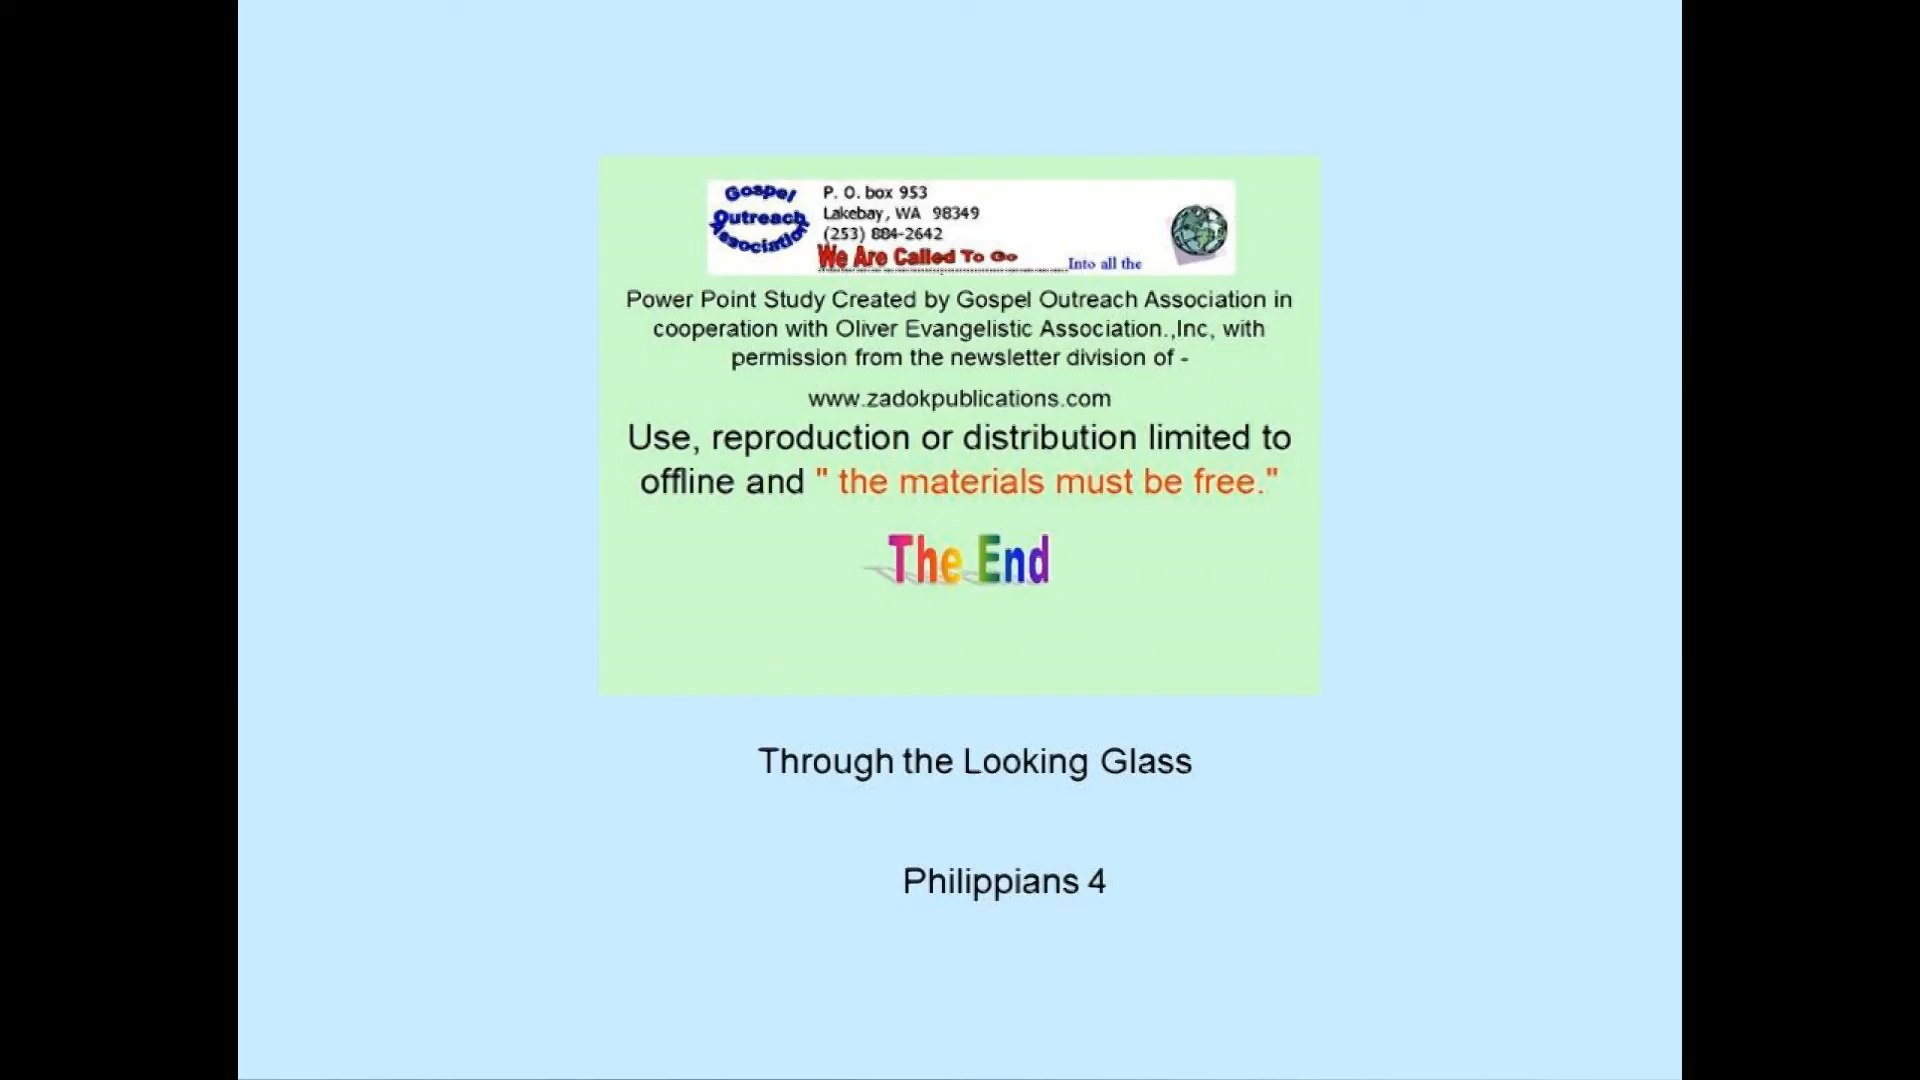 Gospel
Outreach
Association
P. O. box 953
Lakebay, WA 98349
(253) 884-2642
We Are Called To Go
Into all the
Power Point Study Created by Gospel Outreach Association in
cooperation with Oliver Evangelistic Association.,Inc, with
permission from the newsletter division of -
www.zadokpublications.com
Use, reproduction or distribution limited to
offline and " the materials must be free."
The End
Through the Looking Glass
Philippians 4